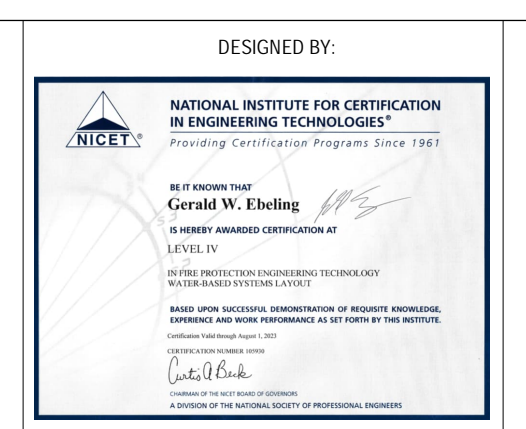 DESIGNED BY:
NICET®
NATIONAL INSTITUTE FOR CERTIFICATION
IN ENGINEERING TECHNOLOGIES®
Providing Certification Programs Since 1961
BE IT KNOWN THAT
Gerald W. Ebeling
IS HEREBY AWARDED CERTIFICATION AT
LEVEL IV
IN FIRE PROTECTION ENGINEERING TECHNOLOGY
WATER-BASED SYSTEMS LAYOUT
BASED UPON SUCCESSFUL DEMONSTRATION OF REQUISITE KNOWLEDGE,
EXPERIENCE AND WORK PERFORMANCE AS SET FORTH BY THIS INSTITUTE.
Certification Valid through August 1, 2023
CERTIFICATION NUMBER 105930
Curtis A Beck
CHAIRMAN OF THE NICET BOARD OF GOVERNORS
A DIVISION OF THE NATIONAL SOCIETY OF PROFESSIONAL ENGINEERS